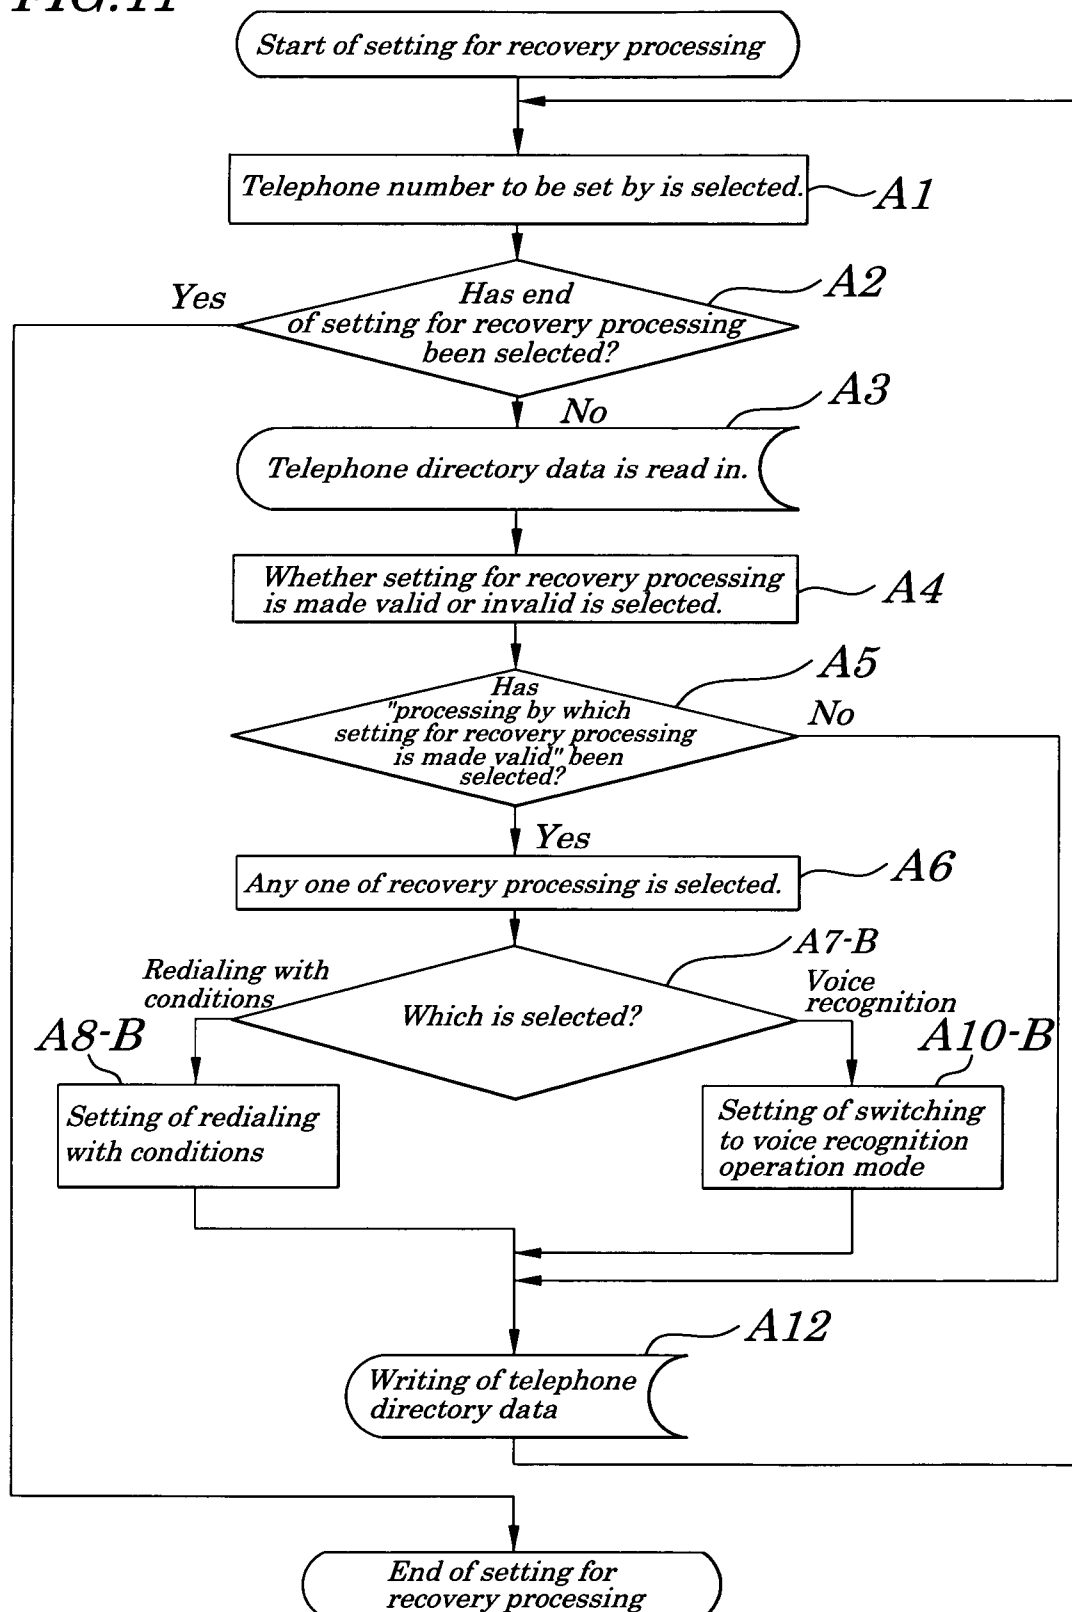 FIG.11
Start of setting for recovery processing
Telephone number to be set by is selected.
A1
Has end
of setting for recovery processing
been selected?
A2
Yes
No
A3
Telephone directory data is read in.
Whether setting for recovery processing
is made valid or invalid is selected.
A4
A5
Has
"processing by which
setting for recovery processing
is made valid" been
selected?
No
Yes
Any one of recovery processing is selected.
A6
A7-B
Redialing with
conditions
Which is selected?
Voice
recognition
A8-B
A10-B
Setting of redialing
with conditions
Setting of switching
to voice recognition
operation mode
A12
Writing of telephone
directory data
End of setting for
recovery processing